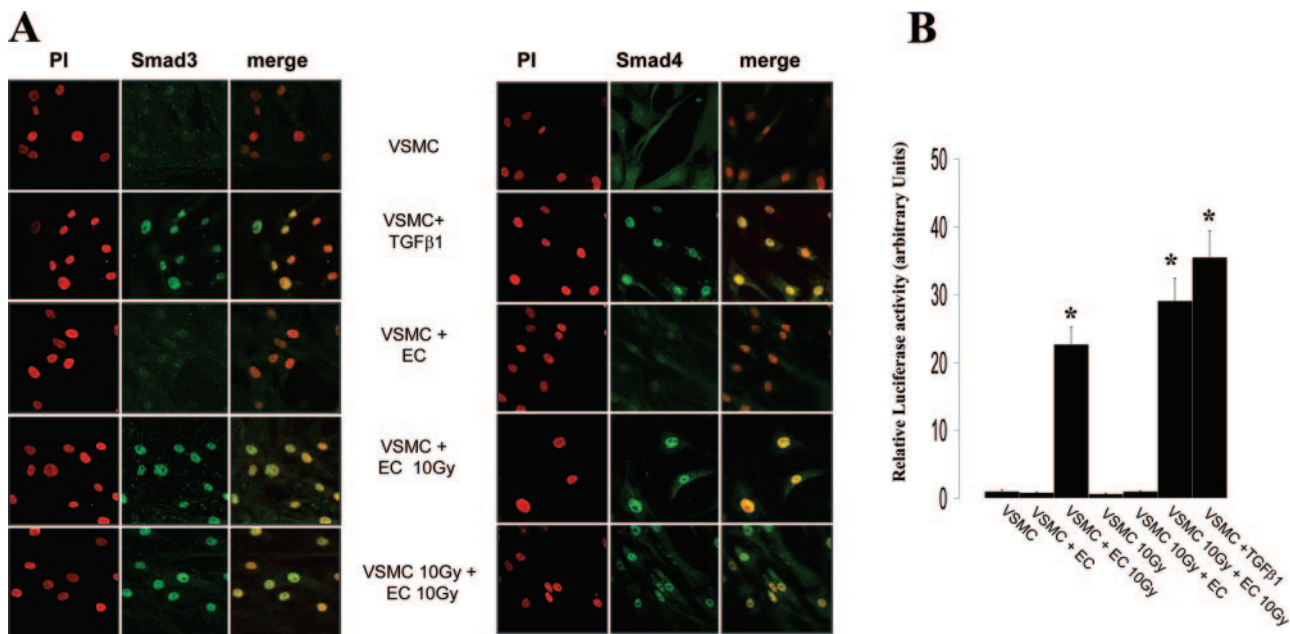 A
PI Smad3 merge
PI Smad4 merge
VSMC
VSMC+
TGFβ1
VSMC +
EC
VSMC +
EC 10Gy
VSMC 10Gy +
EC 10Gy
B
Relative Luciferase activity (arbitrary Units)
50
40
30
20
10
0
*
*
*
VSMC
VSMC + EC
VSMC + EC 10Gy
VSMC 10Gy
VSMC 10Gy + EC
VSMC 10Gy + EC 10Gy
VSMC +TGFβ1